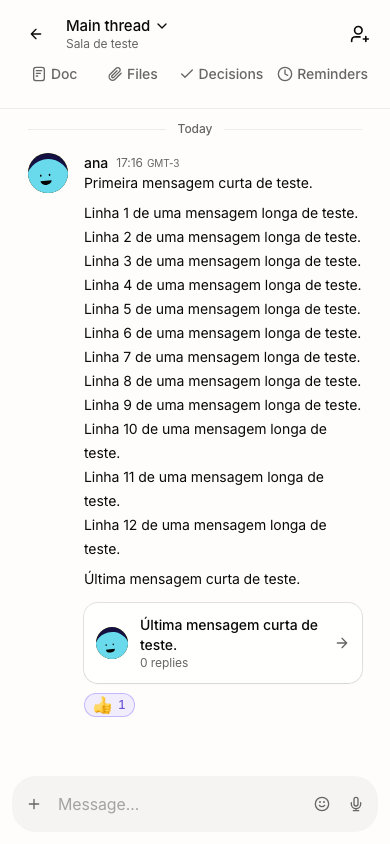 Main thread
Sala de teste
Doc
Files
Decisions
Reminders
Today
ana 17:16 GMT-3
Primeira mensagem curta de teste.
Linha 1 de uma mensagem longa de teste.
Linha 2 de uma mensagem longa de teste.
Linha 3 de uma mensagem longa de teste.
Linha 4 de uma mensagem longa de teste.
Linha 5 de uma mensagem longa de teste.
Linha 6 de uma mensagem longa de teste.
Linha 7 de uma mensagem longa de teste.
Linha 8 de uma mensagem longa de teste.
Linha 9 de uma mensagem longa de teste.
Linha 10 de uma mensagem longa de
teste.
Linha 11 de uma mensagem longa de
teste.
Linha 12 de uma mensagem longa de
teste.
Última mensagem curta de teste.
Última mensagem curta de
teste.
0 replies
👍 1
Message...